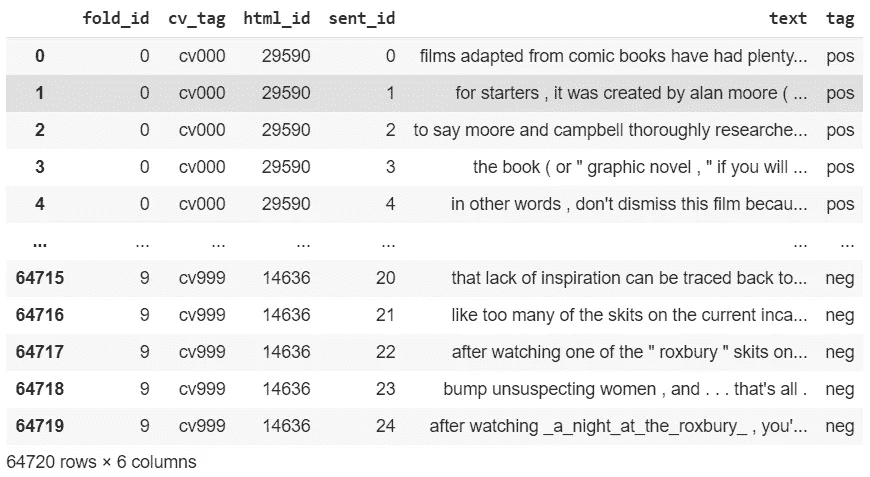 fold_id cv_tag html_id sent_id text tag
0 0 cv000 29590 0 films adapted from comic books have had plenty... pos
1 0 cv000 29590 1 for starters , it was created by alan moore ( ... pos
2 0 cv000 29590 2 to say moore and campbell thoroughly researche... pos
3 0 cv000 29590 3 the book ( or " graphic novel , " if you will ... pos
4 0 cv000 29590 4 in other words , don't dismiss this film becau... pos
... ... ... ... ... ... ...
64715 9 cv999 14636 20 that lack of inspiration can be traced back to... neg
64716 9 cv999 14636 21 like too many of the skits on the current inca... neg
64717 9 cv999 14636 22 after watching one of the " roxbury " skits on... neg
64718 9 cv999 14636 23 bump unsuspecting women , and . . . that's all . neg
64719 9 cv999 14636 24 after watching _a_night_at_the_roxbury_ , you'... neg
64720 rows × 6 columns